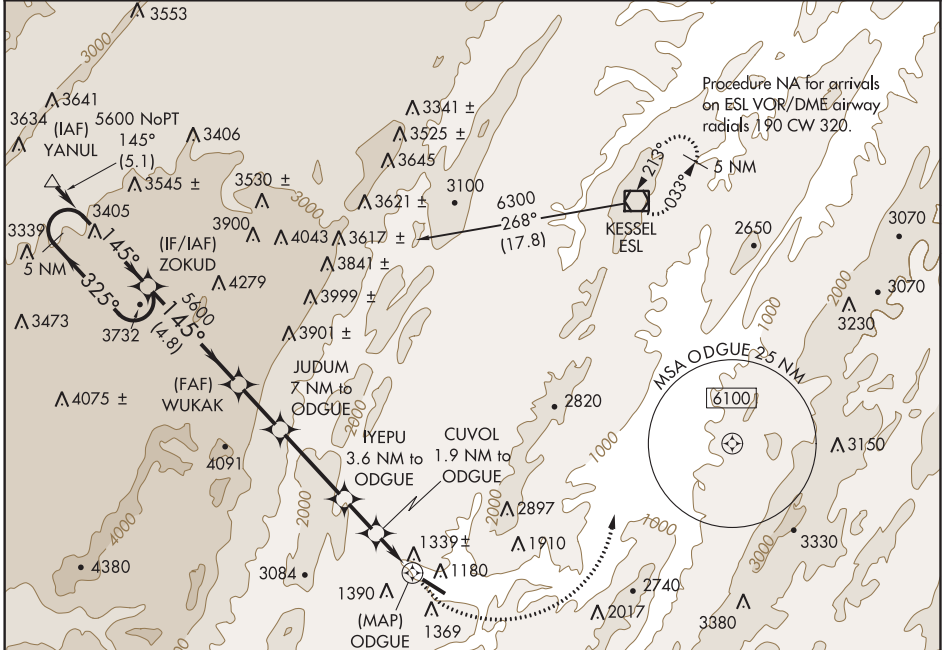 3553
3000
3641
3634
(IAF)
YANUL
5600 NoPT
145°
(5.1)
3406
3545 ±
3341 ±
3525 ±
3645
Procedure NA for arrivals
on ESL VOR/DME airway
radials 190 CW 320.
213°
033°
5 NM
3530 ±
3000
3621 ±
3100
6300
268°
(17.8)
KESSEL
ESL
3405
3339
5 NM
145°
325°
(IF/IAF)
ZOKUD
3900
4043
3617 ±
3841 ±
4279
3999 ±
3901 ±
2650
3070
3070
2000
3230
1000
3473
3732
5600
145°
(4.8)
4075 ±
(FAF)
WUKAK
JUDUM
7 NM to
ODGUE
2000
MSA ODGUE 25 NM
6100
2820
4091
IYEPU
3.6 NM to
ODGUE
CUVOL
1.9 NM to
ODGUE
1000
3150
4000
2000
2000
2897
1000
1910
3330
3000
4380
3084
1339 ±
1180
1390
1369
(MAP)
ODGUE
2740
2017
3380